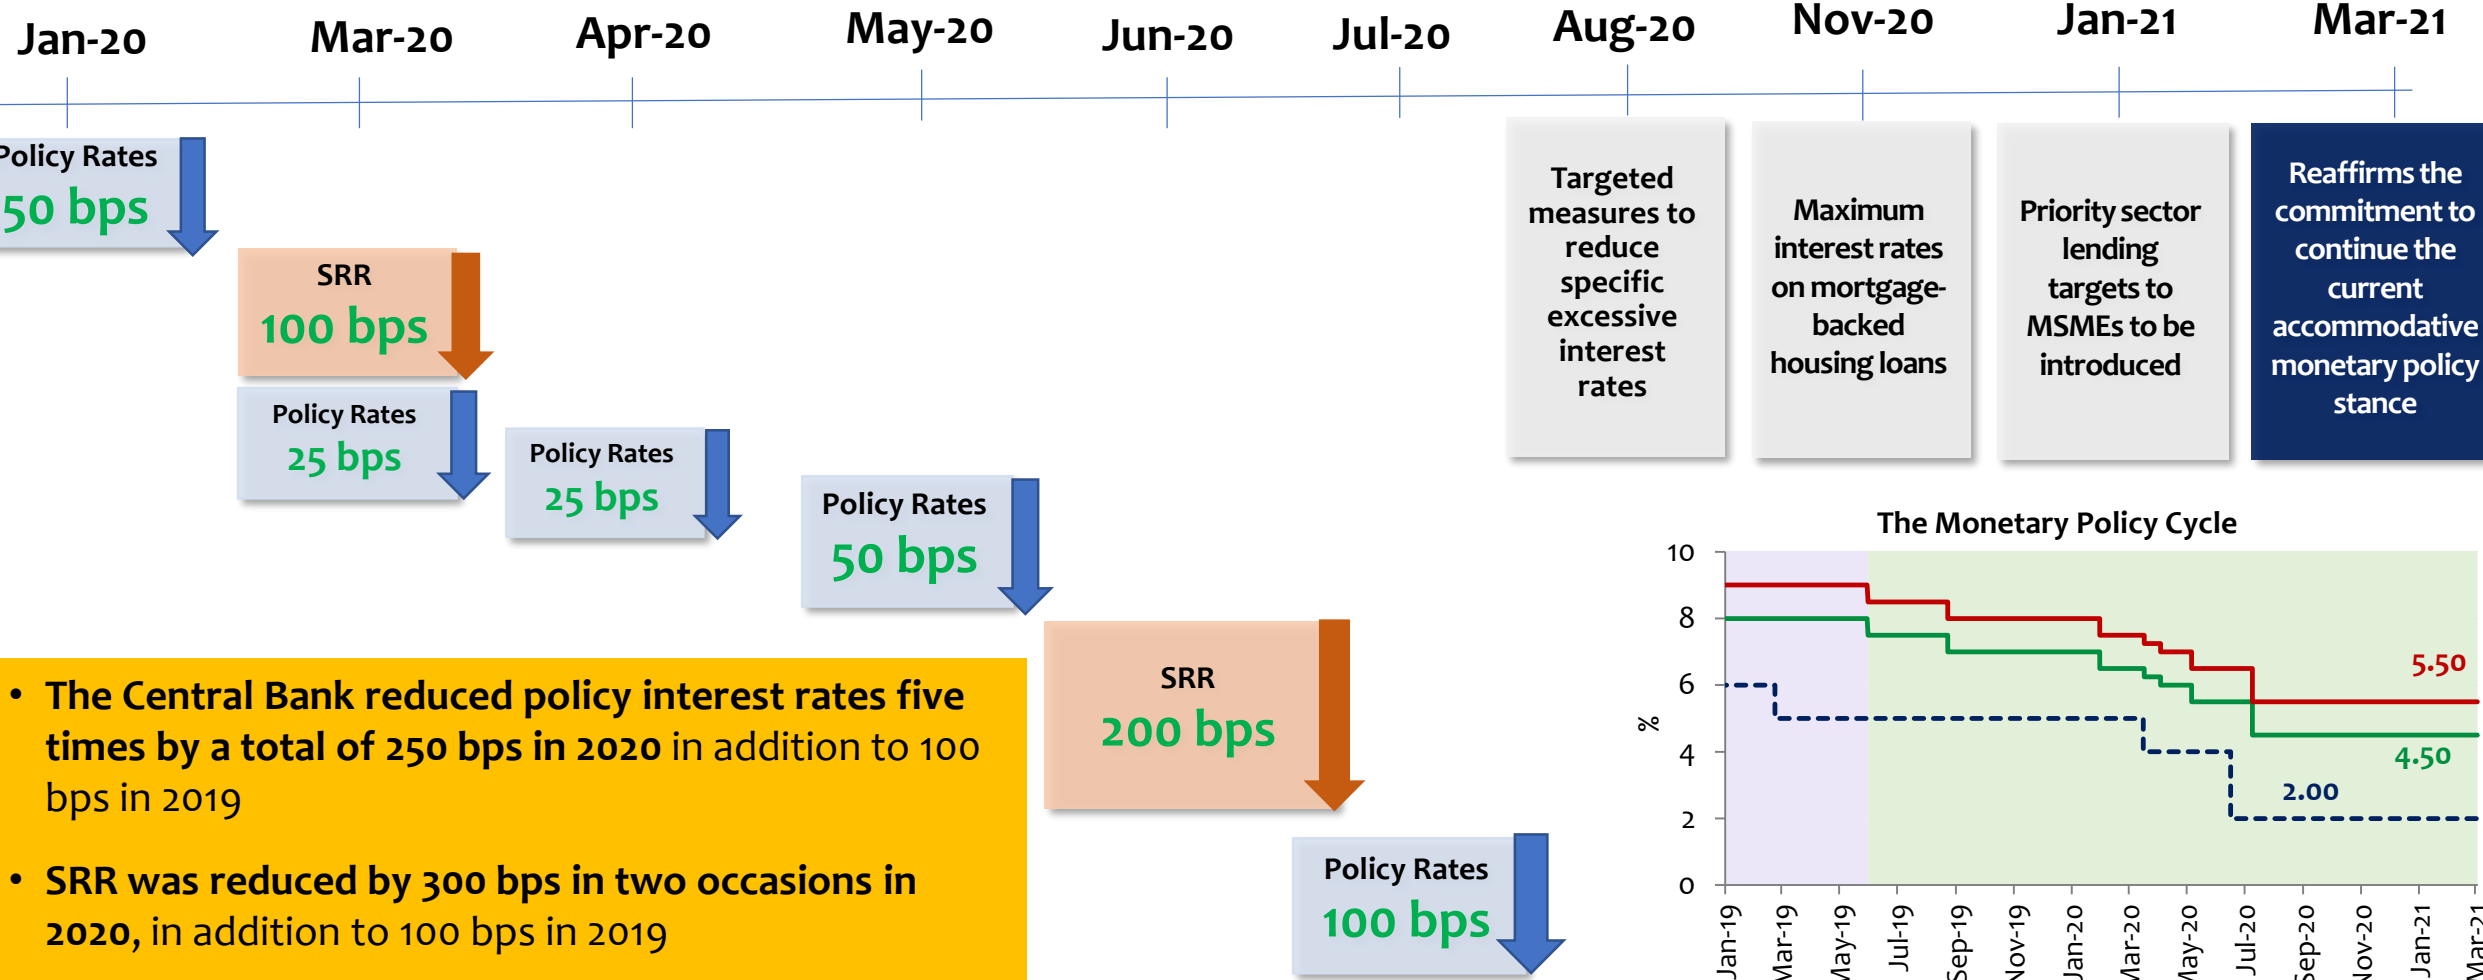 Jan-20
Mar-20
Apr-20
May-20
Jun-20
Jul-20
Aug-20
Nov-20
Jan-21
Mar-21
Policy Rates
50 bps
SRR
100 bps
Policy Rates
25 bps
Policy Rates
25 bps
Policy Rates
50 bps
SRR
200 bps
Policy Rates
100 bps
Targeted
measures to
reduce
specific
excessive
interest
rates
Maximum
interest rates
on mortgage-
backed
housing loans
Priority sector
lending
targets to
MSMEs to be
introduced
Reaffirms the
commitment to
continue the
current
accommodative
monetary policy
stance
• The Central Bank reduced policy interest rates five
times by a total of 250 bps in 2020 in addition to 100
bps in 2019
• SRR was reduced by 300 bps in two occasions in
2020, in addition to 100 bps in 2019
The Monetary Policy Cycle
10
8
6
4
2
0
%
5.50
4.50
2.00
Jan-19
Mar-19
May-19
Jul-19
Sep-19
Nov-19
Jan-20
Mar-20
May-20
Jul-20
Sep-20
Nov-20
Jan-21
Mar-21